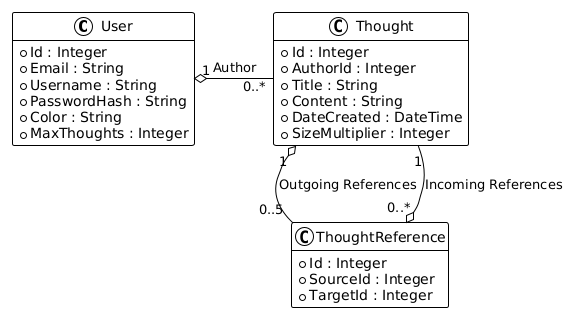 C User
Id : Integer
Email : String
Username : String
PasswordHash : String
Color : String
MaxThoughts : Integer
1 Author
0..*
C Thought
Id : Integer
AuthorId : Integer
Title : String
Content : String
DateCreated : DateTime
SizeMultiplier : Integer
1
Outgoing References
0..5
1
Incoming References
0..*
C ThoughtReference
Id : Integer
SourceId : Integer
TargetId : Integer